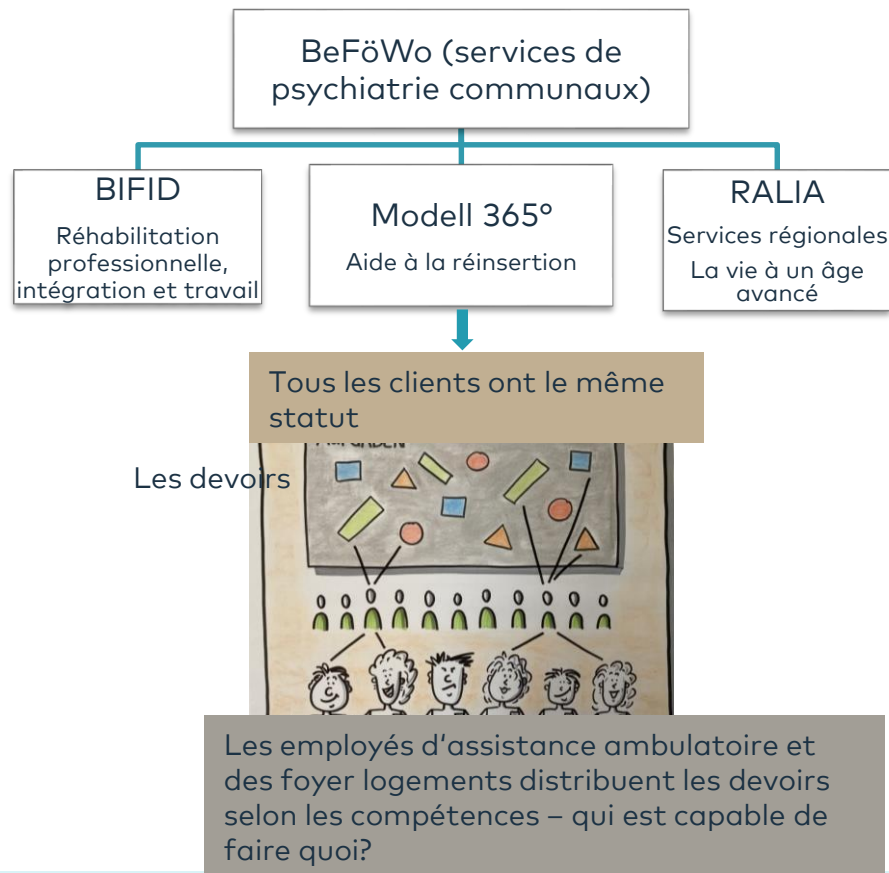 BeFöWo (services de
psychiatrie communaux)
BIFID
Réhabilitation
professionnelle,
intégration et travail
Modell 365°
Aide à la réinsertion
RALIA
Services régionales
La vie à un âge
avancé
Tous les clients ont le même
statut
Les devoirs
Les employés d‘assistance ambulatoire et
des foyer logements distribuent les devoirs
selon les compétences – qui est capable de
faire quoi?